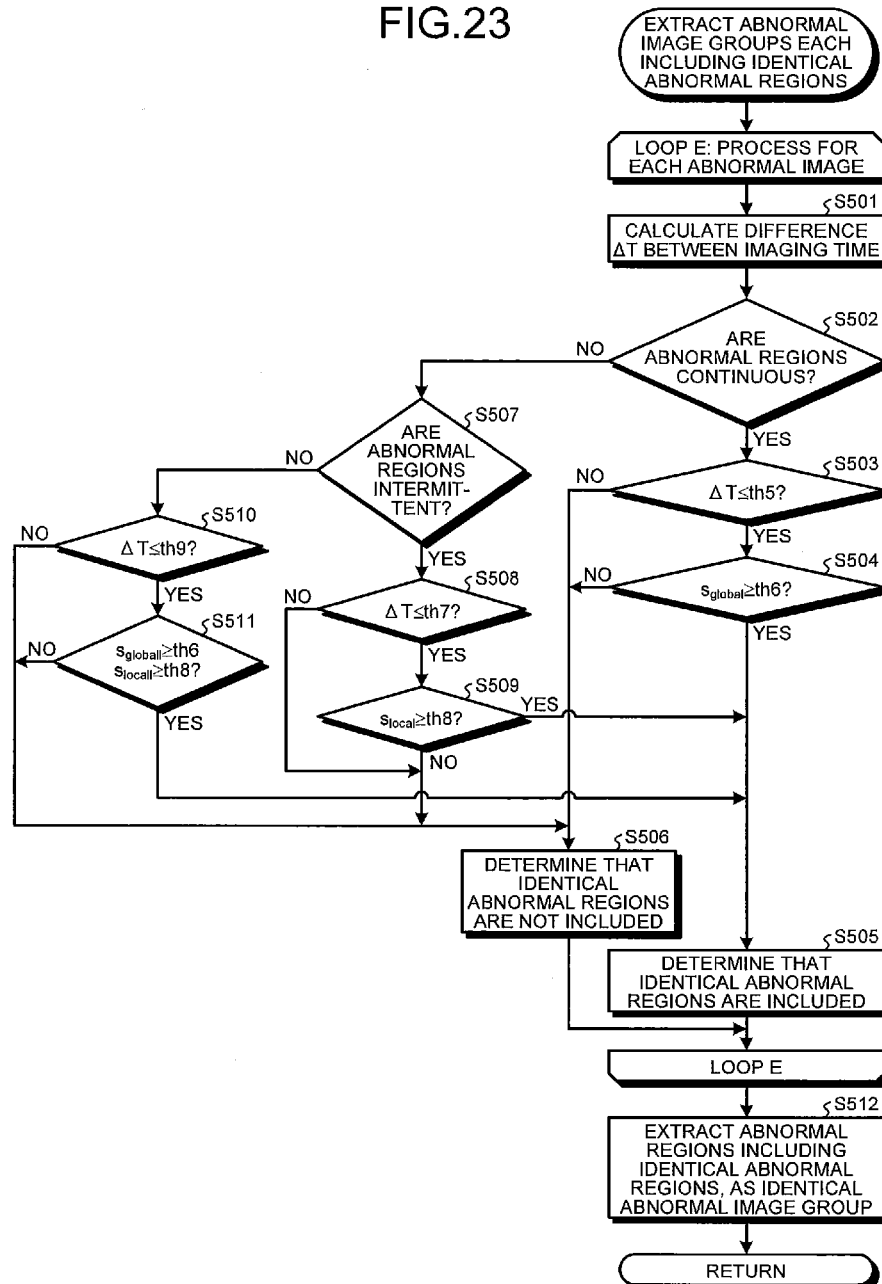 FIG.23
EXTRACT ABNORMAL
IMAGE GROUPS EACH
INCLUDING IDENTICAL
ABNORMAL REGIONS
LOOP E: PROCESS FOR
EACH ABNORMAL IMAGE
S501
CALCULATE DIFFERENCE
ΔT BETWEEN IMAGING TIME
S502
ARE
ABNORMAL REGIONS
CONTINUOUS?
NO
YES
S507
ARE
ABNORMAL
REGIONS
INTERMIT-
TENT?
NO
YES
S503
ΔT≤th5?
NO
YES
S504
sglobal≥th6?
NO
YES
S510
ΔT≤th9?
NO
YES
S511
sgloball≥th6
slocall≥th8?
NO
YES
S508
ΔT≤th7?
NO
YES
S509
slocal≥th8?
YES
NO
S506
DETERMINE THAT
IDENTICAL
ABNORMAL REGIONS
ARE NOT INCLUDED
S505
DETERMINE THAT
IDENTICAL ABNORMAL
REGIONS ARE INCLUDED
LOOP E
S512
EXTRACT ABNORMAL
REGIONS INCLUDING
IDENTICAL ABNORMAL
REGIONS, AS IDENTICAL
ABNORMAL IMAGE GROUP
RETURN